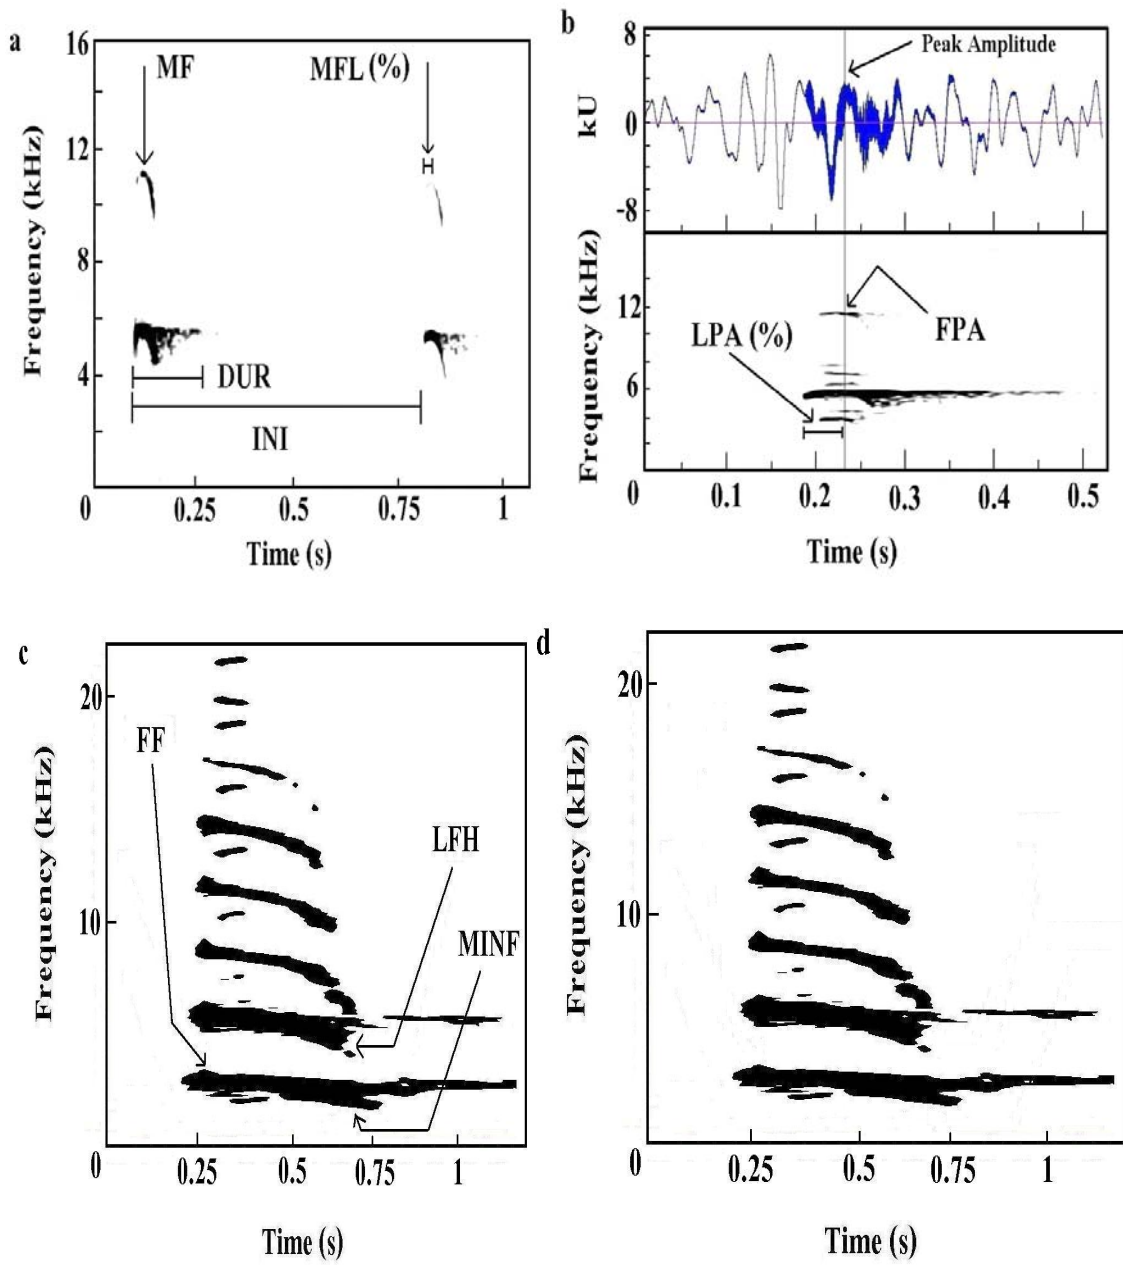 a
16
12
8
4
Frequency (kHz)
MF
MFL (%)
DUR
INI
0
0.25
0.5
0.75
1
Time (s)
b
8
0
-8
kU
Peak Amplitude
12
6
Frequency (kHz)
LPA (%)
FPA
0
0.1
0.2
0.3
0.4
0.5
Time (s)
c
20
10
Frequency (kHz)
FF
LFH
MINF
0
0.25
0.5
0.75
1
Time (s)
d
20
10
Frequency (kHz)
0
0.25
0.5
0.75
1
Time (s)